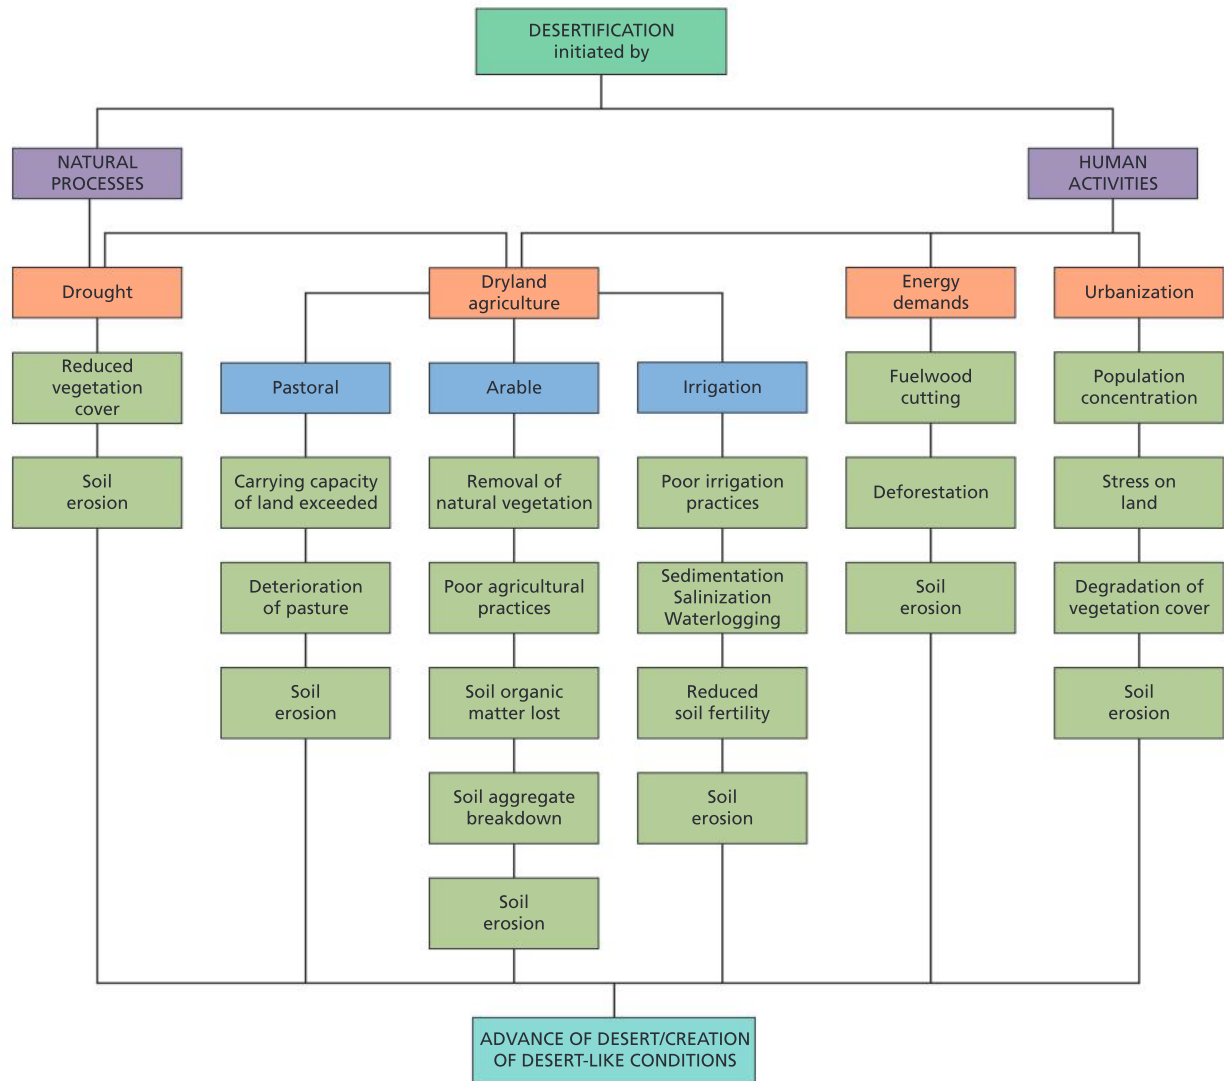 DESERTIFICATION
initiated by
NATURAL
PROCESSES
HUMAN
ACTIVITIES
Drought
Dryland
agriculture
Energy
demands
Urbanization
Reduced
vegetation
cover
Pastoral
Arable
Irrigation
Fuelwood
cutting
Population
concentration
Soil
erosion
Carrying capacity
of land exceeded
Removal of
natural vegetation
Poor irrigation
practices
Deforestation
Stress on
land
Deterioration
of pasture
Poor agricultural
practices
Sedimentation
Salinization
Waterlogging
Soil
erosion
Degradation of
vegetation cover
Soil
erosion
Soil organic
matter lost
Reduced
soil fertility
Soil
erosion
Soil aggregate
breakdown
Soil
erosion
Soil
erosion
ADVANCE OF DESERT/CREATION
OF DESERT-LIKE CONDITIONS